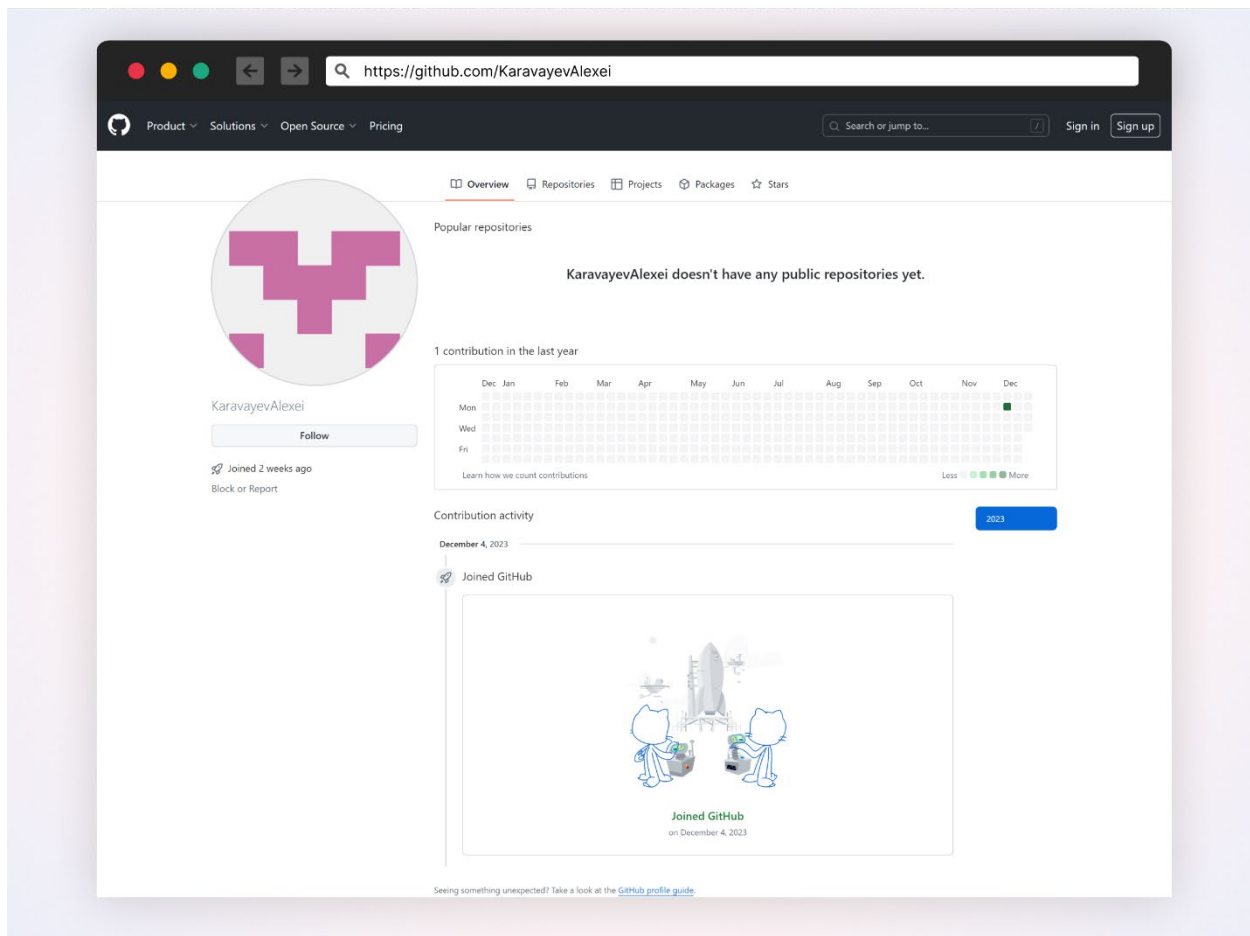 https://github.com/KaravayevAlexei
Product Solutions Open Source Pricing Search or jump to... / Sign in Sign up
Overview Repositories Projects Packages Stars
Popular repositories
KaravayevAlexei doesn't have any public repositories yet.
1 contribution in the last year
Dec Jan Feb Mar Apr May Jun Jul Aug Sep Oct Nov Dec
Mon
Wed
Fri
Learn how we count contributions Less More
KaravayevAlexei
Follow
Joined 2 weeks ago
Block or Report
Contribution activity 2023
December 4, 2023
Joined GitHub
Joined GitHub
on December 4, 2023
Seeing something unexpected? Take a look at the GitHub profile guide.